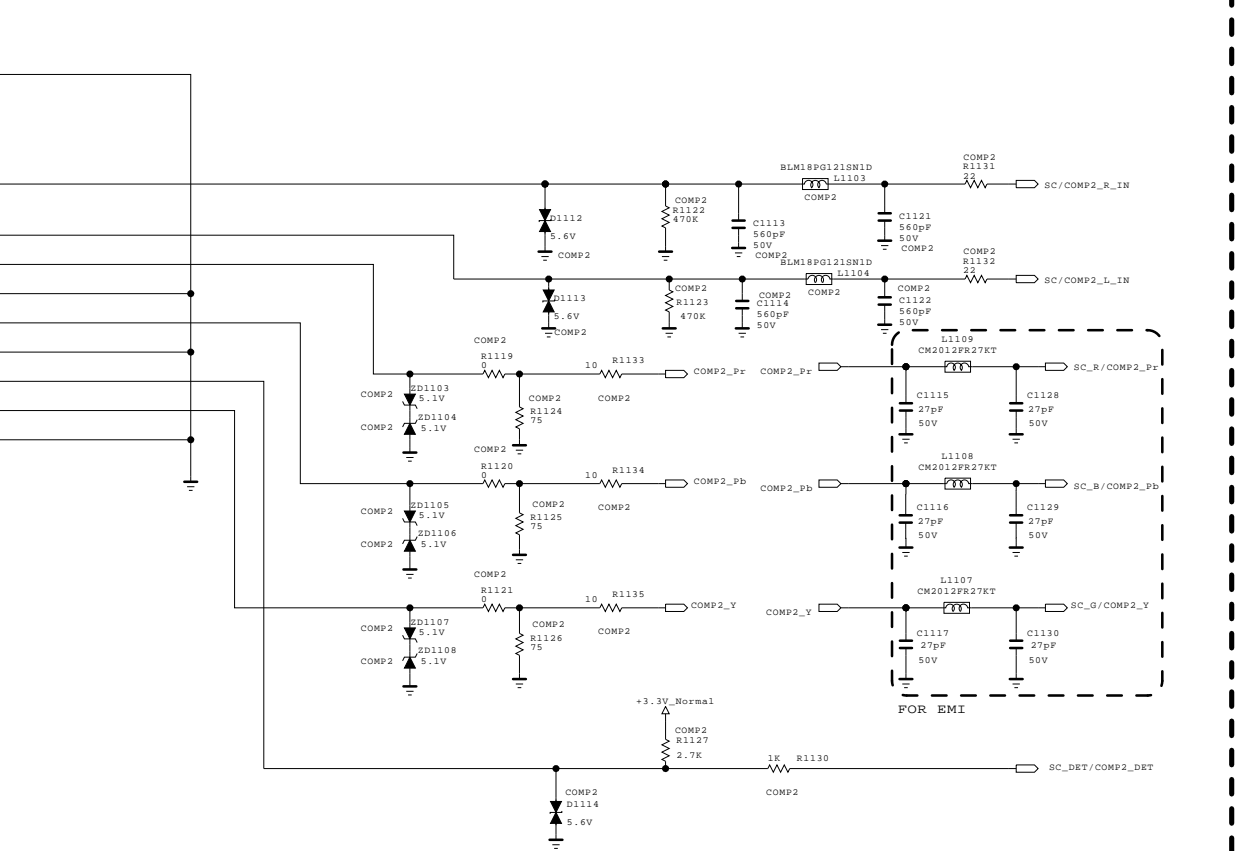 COMP2
R1131
22
SC/COMP2_R_IN
BLM18PG121SN1D
L1103
COMP2
COMP2
R1122
470K
D1112
5.6V
COMP2
C1113
560pF
50V
COMP2
C1121
560pF
50V
COMP2
COMP2
R1132
22
SC/COMP2_L_IN
BLM18PG121SN1D
L1104
COMP2
D1113
5.6V
COMP2
COMP2
R1123
470K
COMP2
C1114
560pF
50V
COMP2
C1122
560pF
50V
COMP2
R1119
0
10 R1133
COMP2
COMP2_Pr
COMP2_Pr
L1109
CM2012FR27KT
SC_R/COMP2_Pr
COMP2
ZD1103
5.1V
COMP2
ZD1104
5.1V
COMP2
R1124
75
C1115
27pF
50V
C1128
27pF
50V
COMP2
R1120
0
10 R1134
COMP2
COMP2_Pb
COMP2_Pb
L1108
CM2012FR27KT
SC_B/COMP2_Pb
COMP2
ZD1105
5.1V
COMP2
ZD1106
5.1V
COMP2
R1125
75
C1116
27pF
50V
C1129
27pF
50V
COMP2
R1121
0
10 R1135
COMP2
COMP2_Y
COMP2_Y
L1107
CM2012FR27KT
SC_G/COMP2_Y
COMP2
ZD1107
5.1V
COMP2
ZD1108
5.1V
COMP2
R1126
75
C1117
27pF
50V
C1130
27pF
50V
FOR EMI
+3.3V_Normal
COMP2
R1127
2.7K
1K R1130
COMP2
SC_DET/COMP2_DET
COMP2
D1114
5.6V